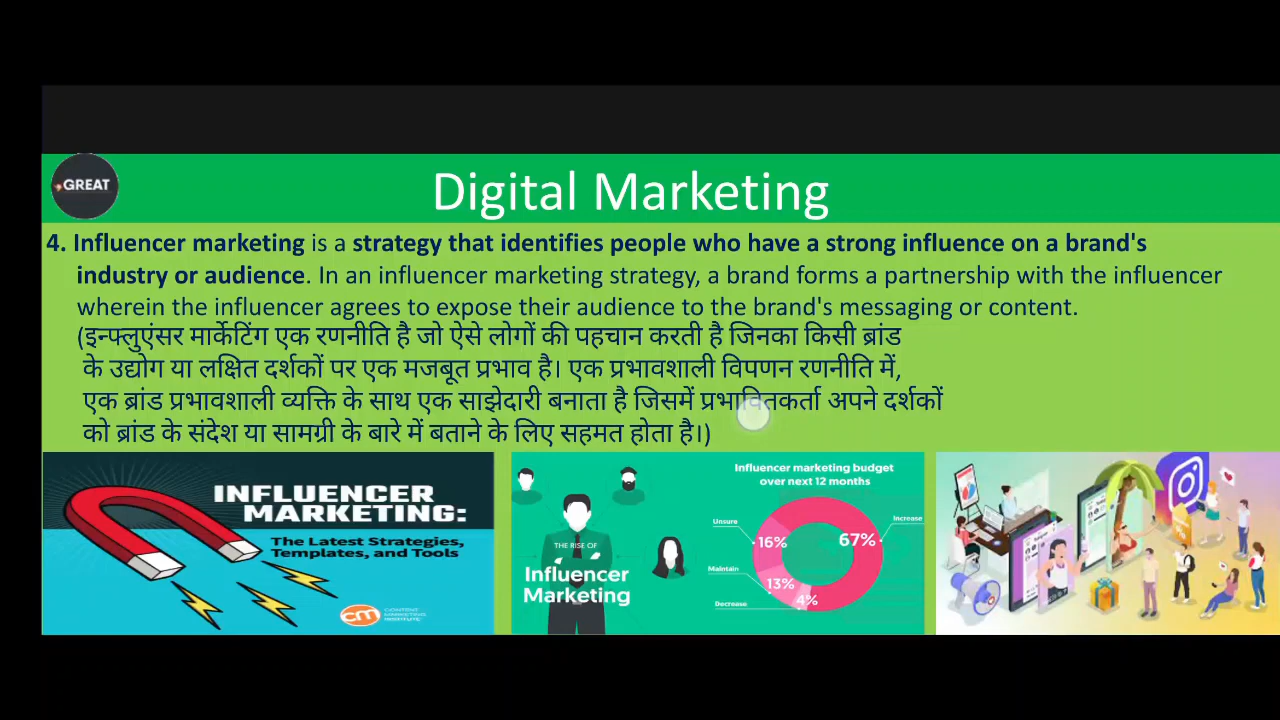 GREAT
Digital Marketing
4. Influencer marketing is a strategy that identifies people who have a strong influence on a brand's
industry or audience. In an influencer marketing strategy, a brand forms a partnership with the influencer
wherein the influencer agrees to expose their audience to the brand's messaging or content.
(इन्फ्लुएंसर मार्केटिंग एक रणनीति है जो ऐसे लोगों की पहचान करती है जिनका किसी ब्रांड
के उद्योग या लक्षित दर्शकों पर एक मजबूत प्रभाव है। एक प्रभावशाली विपणन रणनीति में,
एक ब्रांड प्रभावशाली व्यक्ति के साथ एक साझेदारी बनाता है जिसमें प्रभावितकर्ता अपने दर्शकों
को ब्रांड के संदेश या सामग्री के बारे में बताने के लिए सहमत होता है।)
INFLUENCER
MARKETING:
The Latest Strategies,
Templates, and Tools
cm CONTENT
MARKETING
INSTITUTE
THE RISE OF
Influencer
Marketing
Influencer marketing budget
over next 12 months
Unsure
16%
67%
Increase
Maintain
13%
Decrease
4%